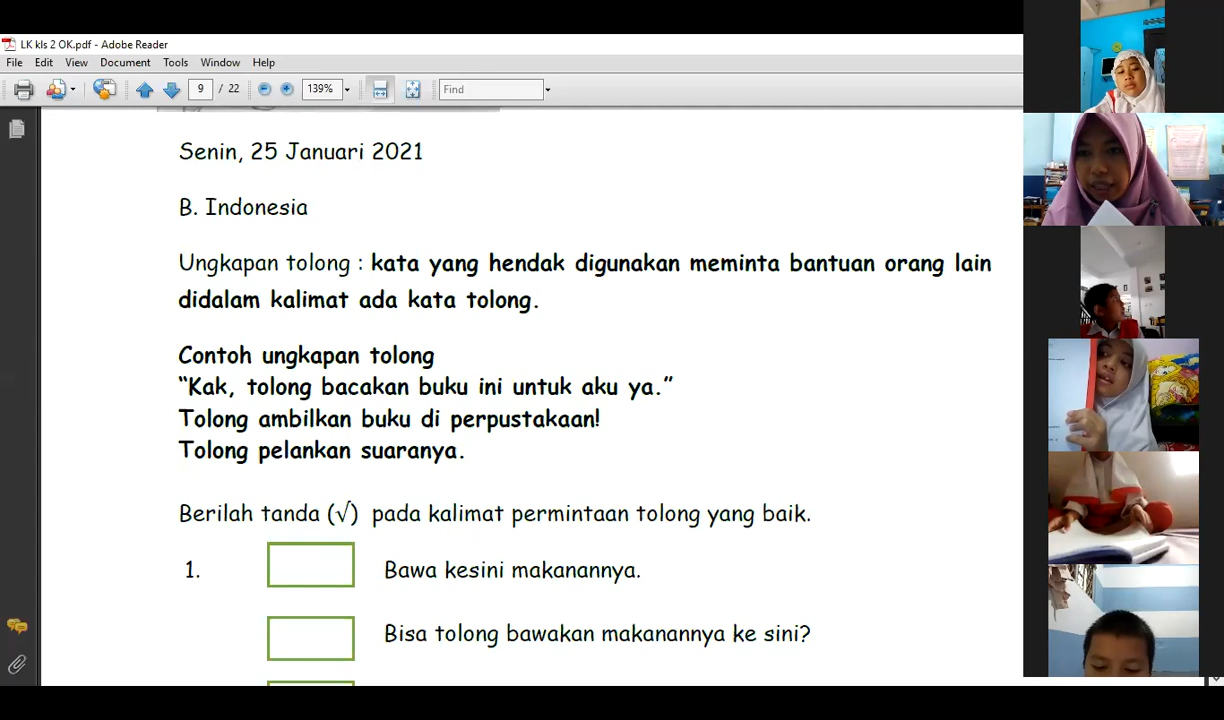 LK kls 2 OK.pdf - Adobe Reader
File Edit View Document Tools Window Help
9 / 22 139% Find
Senin, 25 Januari 2021
B. Indonesia
Ungkapan tolong : kata yang hendak digunakan meminta bantuan orang lain
didalam kalimat ada kata tolong.
Contoh ungkapan tolong
“Kak, tolong bacakan buku ini untuk aku ya.”
Tolong ambilkan buku di perpustakaan!
Tolong pelankan suaranya.
Berilah tanda (√) pada kalimat permintaan tolong yang baik.
1. Bawa kesini makanannya.
Bisa tolong bawakan makanannya ke sini?